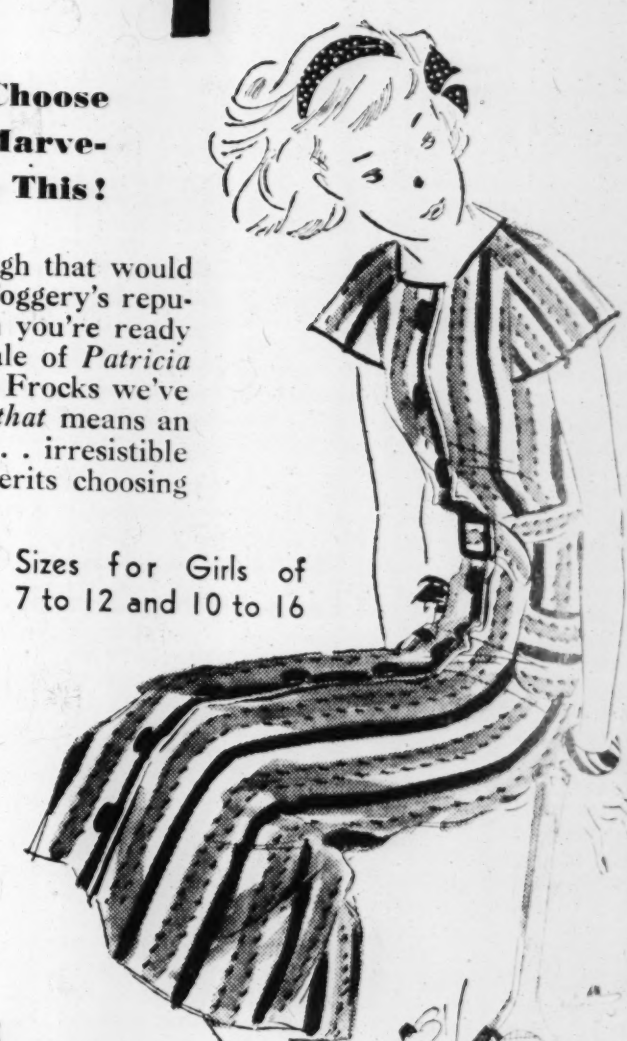 Choose
Marve-
This!
gh that would
oggery's repu-
you're ready
le of Patricia
Frocks we've
that means an
. . irresistible
erits choosing
Sizes for Girls of
7 to 12 and 10 to 16